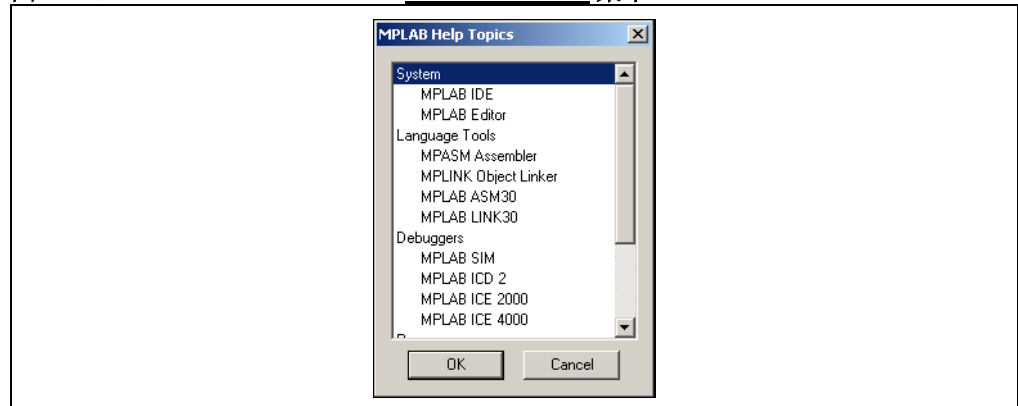 MPLAB Help Topics
System
MPLAB IDE
MPLAB Editor
Language Tools
MPASM Assembler
MPLINK Object Linker
MPLAB ASM30
MPLAB LINK30
Debuggers
MPLAB SIM
MPLAB ICD 2
MPLAB ICE 2000
MPLAB ICE 4000
OK
Cancel